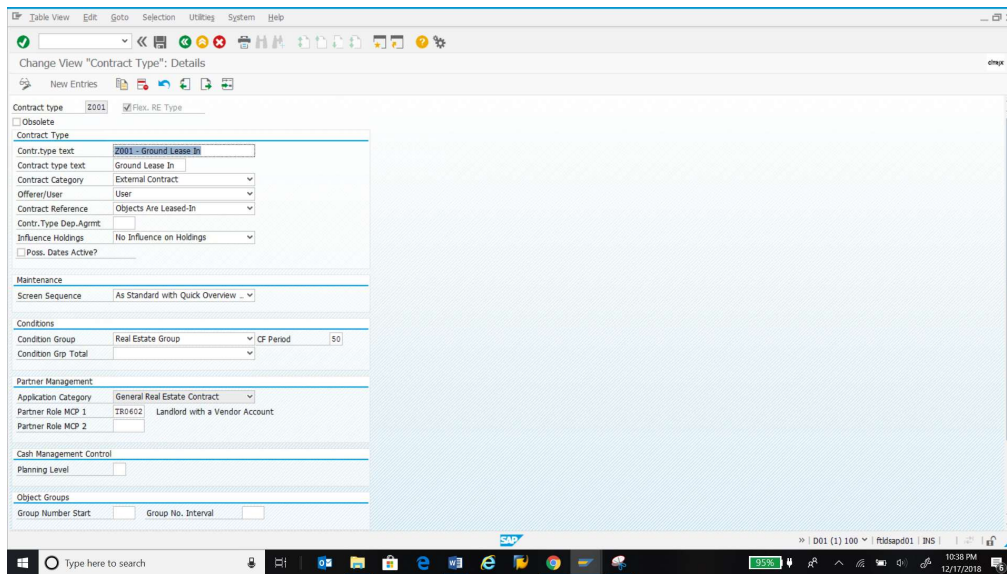 Table View Edit Goto Selection Utilities System Help
Change View "Contract Type": Details
citrix
New Entries
Contract type Z001 Flex. RE Type
Obsolete
Contract Type
Contr.type text Z001 - Ground Lease In
Contract type text Ground Lease In
Contract Category External Contract
Offerer/User User
Contract Reference Objects Are Leased-In
Contr.Type Dep.Agrmt
Influence Holdings No Influence on Holdings
Poss. Dates Active?
Maintenance
Screen Sequence As Standard with Quick Overview ...
Conditions
Condition Group Real Estate Group CF Period 50
Condition Grp Total
Partner Management
Application Category General Real Estate Contract
Partner Role MCP 1 TR0602 Landlord with a Vendor Account
Partner Role MCP 2
Cash Management Control
Planning Level
Object Groups
Group Number Start Group No. Interval
SAP
» D01 (1) 100 ftldsapd01 INS
Type here to search
95%
10:38 PM
12/17/2018
6